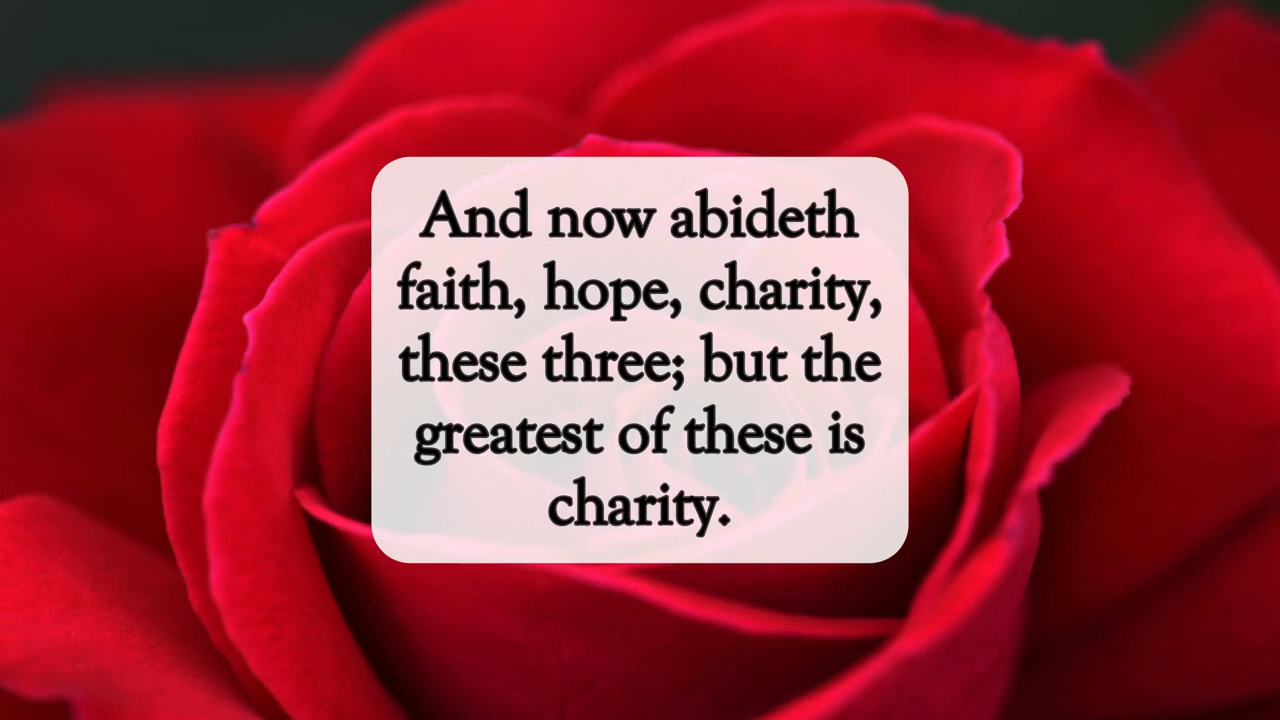 And now abideth
faith, hope, charity,
these three; but the
greatest of these is
charity.